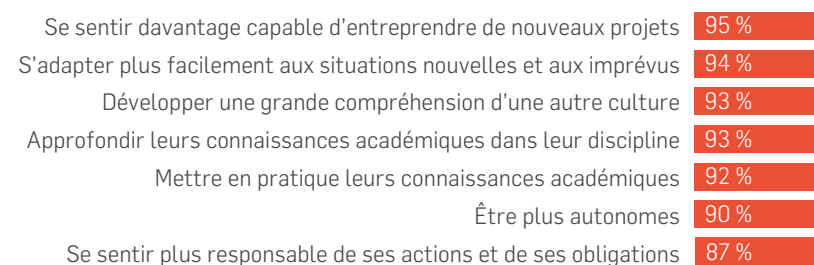 Se sentir davantage capable d’entreprendre de nouveaux projets 95 %
S’adapter plus facilement aux situations nouvelles et aux imprévus 94 %
Développer une grande compréhension d’une autre culture 93 %
Approfondir leurs connaissances académiques dans leur discipline 93 %
Mettre en pratique leurs connaissances académiques 92 %
Être plus autonomes 90 %
Se sentir plus responsable de ses actions et de ses obligations 87 %